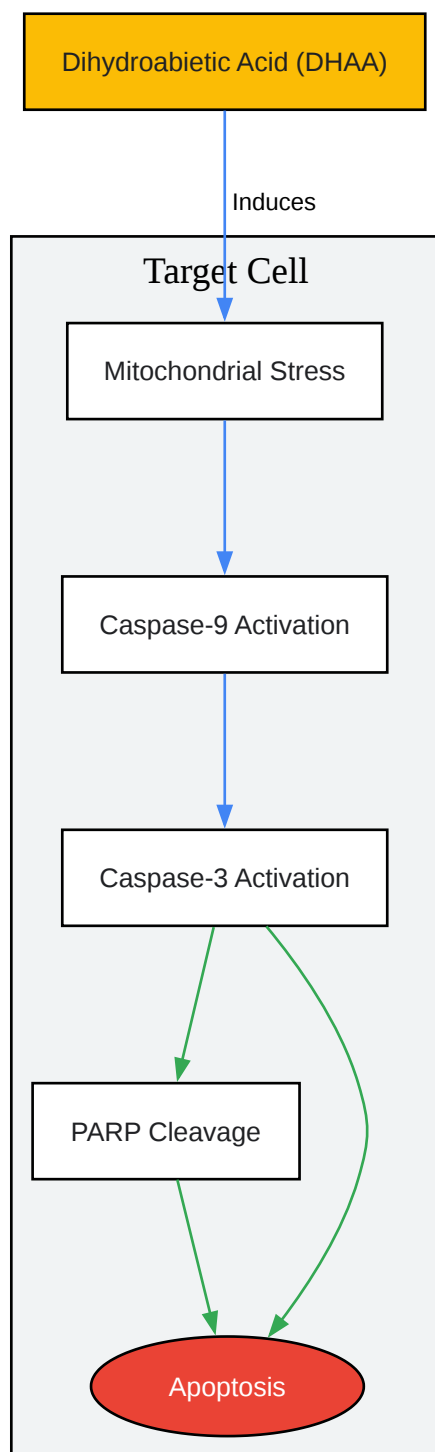 Dihydroabietic Acid (DHAA)
Induces
Target Cell
Mitochondrial Stress
Caspase-9 Activation
Caspase-3 Activation
PARP Cleavage
Apoptosis